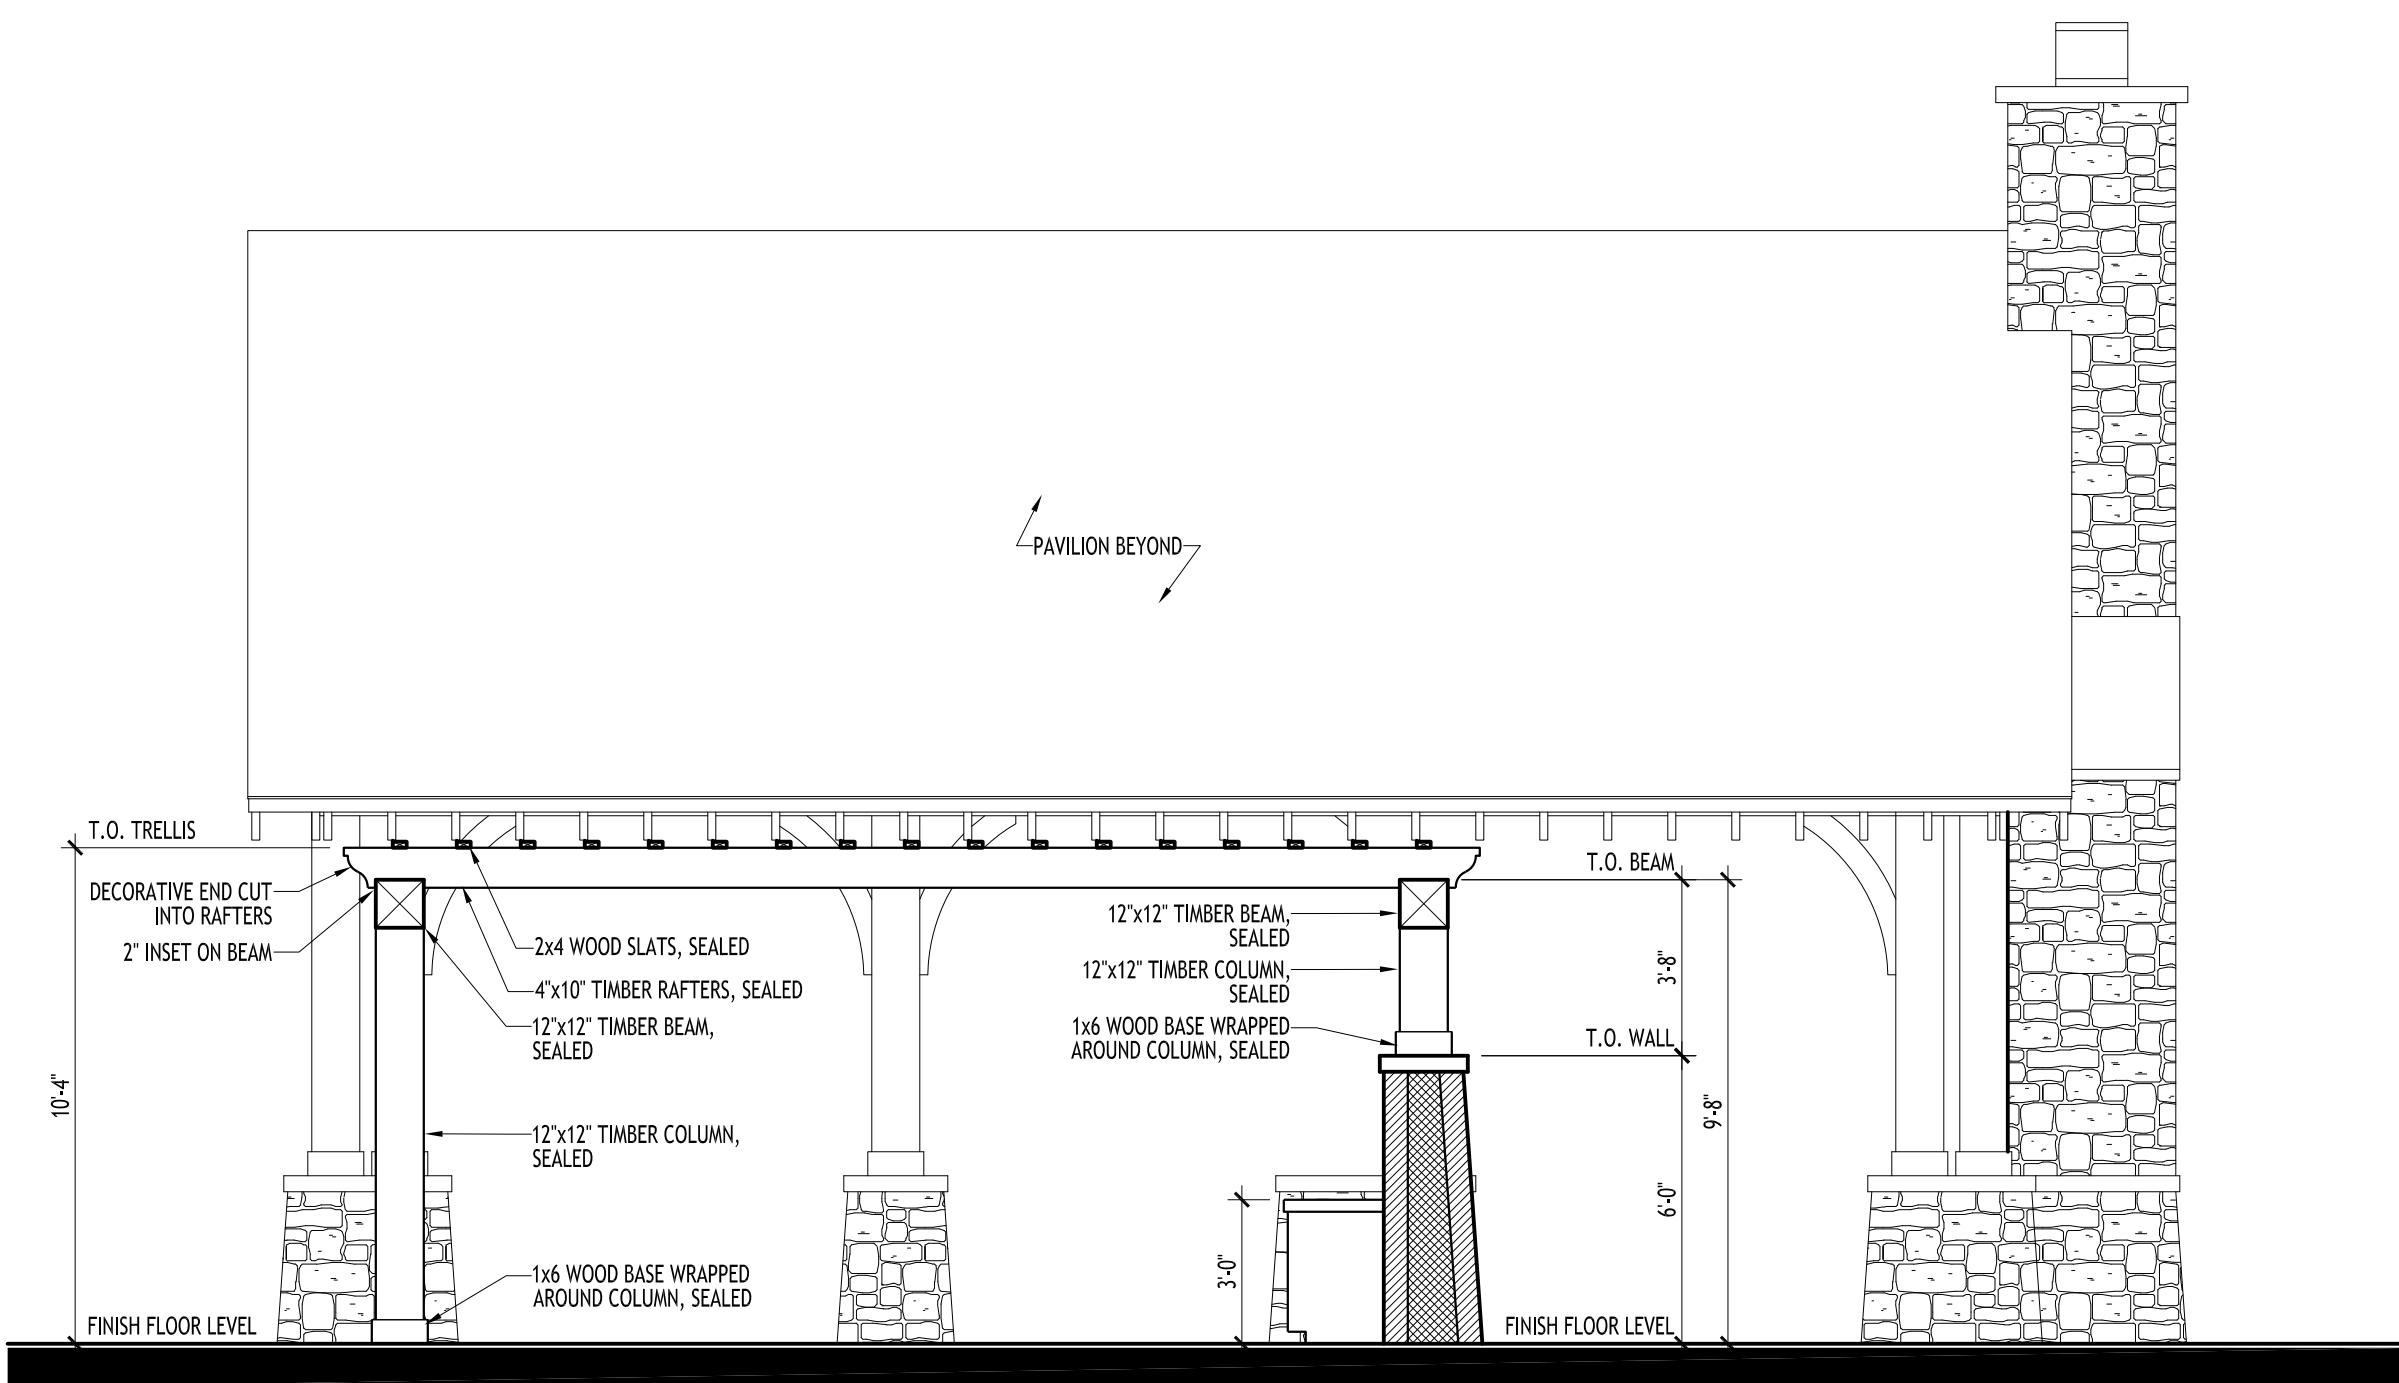 PAVILION BEYOND
T.O. TRELLIS
DECORATIVE END CUT
INTO RAFTERS
2" INSET ON BEAM
10'-4"
FINISH FLOOR LEVEL
2x4 WOOD SLATS, SEALED
4"x10" TIMBER RAFTERS, SEALED
12"x12" TIMBER BEAM,
SEALED
12"x12" TIMBER COLUMN,
SEALED
1x6 WOOD BASE WRAPPED
AROUND COLUMN, SEALED
12"x12" TIMBER BEAM,
SEALED
12"x12" TIMBER COLUMN,
SEALED
1x6 WOOD BASE WRAPPED
AROUND COLUMN, SEALED
3'-0"
T.O. BEAM
3'-8"
T.O. WALL
9'-8"
6'-0"
FINISH FLOOR LEVEL